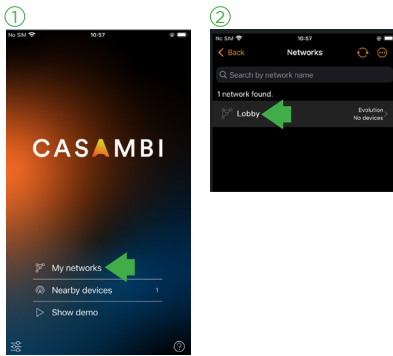 1
No SIM 10:57
CASAMBI
My networks
Nearby devices 1
Show demo
?
2
No SIM 10:57
Back Networks
Search by network name
1 network found.
Lobby Evolution
No devices